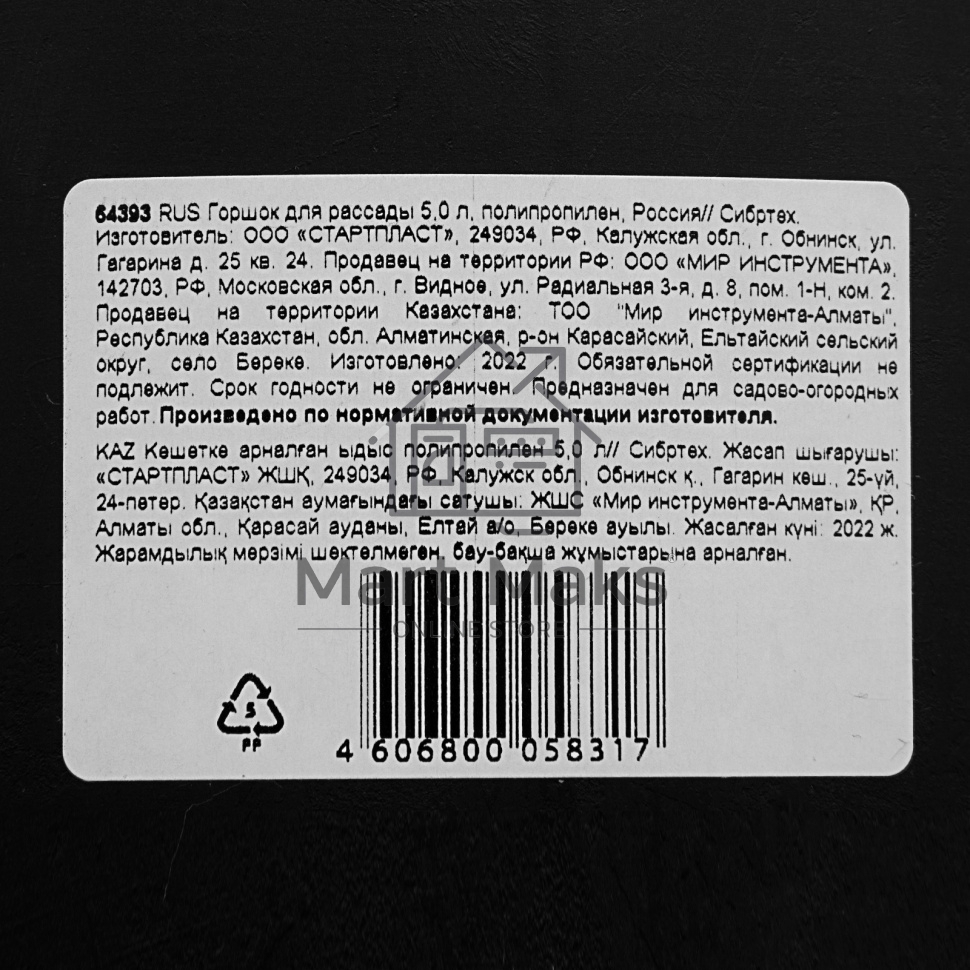 64393 RUS Горшок для рассады 5,0 л, полипропилен, Россия// Сибртех.
Изготовитель: ООО «СТАРТПЛАСТ», 249034, РФ, Калужская обл., г. Обнинск, ул.
Гагарина д. 25 кв. 24. Продавец на территории РФ: ООО «МИР ИНСТРУМЕНТА»,
142703, РФ, Московская обл., г. Видное, ул. Радиальная 3-я, д. 8, пом. 1-Н, ком. 2.
Продавец на территории Казахстана: ТОО "Мир инструмента-Алматы",
Республика Казахстан, обл. Алматинская, р-он Карасайский, Ельтайский сельский
округ, село Береке. Изготовлено: 2022 г. Обязательной сертификации не
подлежит. Срок годности не ограничен. Предназначен для садово-огородных
работ. Произведено по нормативной документации изготовителя.
KAZ Көшетке арналған ыдыс полипропилен 5,0 л// Сибртех. Жасап шығарушы:
«СТАРТПЛАСТ» ЖШҚ, 249034, РФ, Калужск обл., Обнинск қ., Гагарин көш., 25-үй,
24-пәтер. Қазақстан аумағындағы сатушы: ЖШС «Мир инструмента-Алматы», ҚР,
Алматы обл., Қарасай ауданы, Елтай а/о, Береке ауылы. Жасалған күні: 2022 ж.
Жарамдылық мерзімі шектелмеген, бау-бақша жұмыстарына арналған.
Mart Maks
ONLINE STORE
5
PP
4 606800 058317